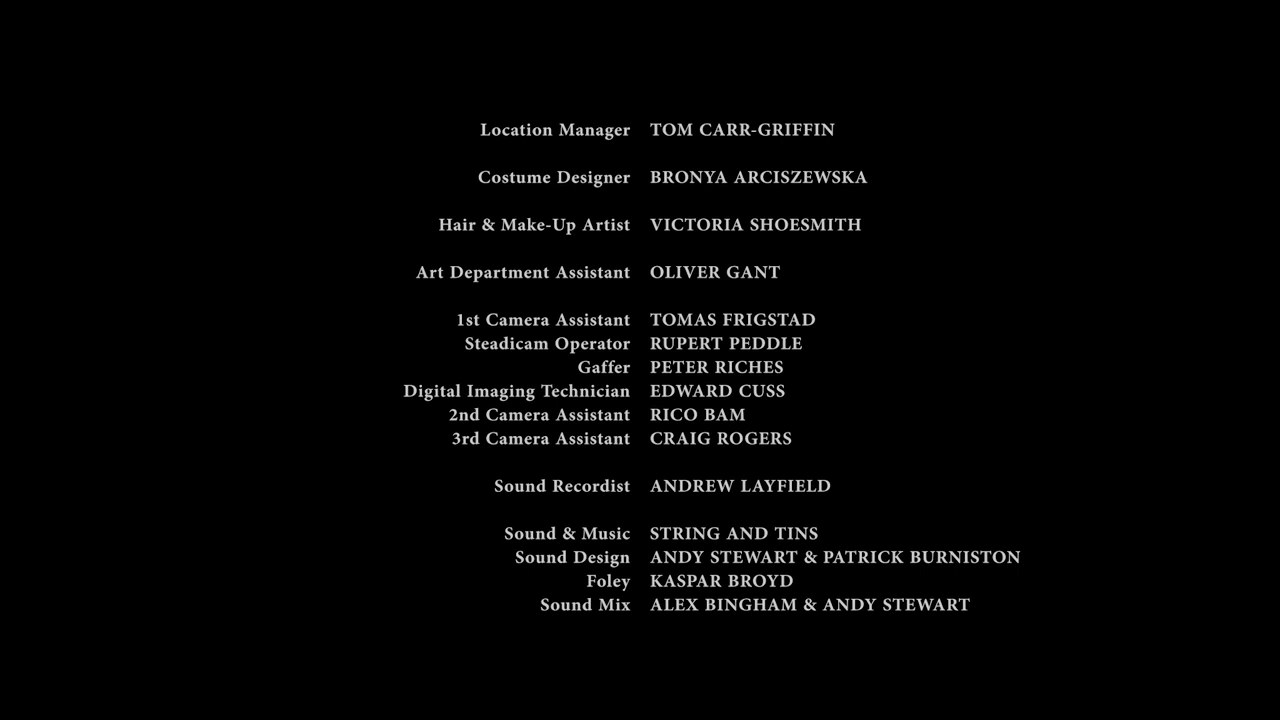 Location Manager TOM CARR-GRIFFIN
Costume Designer BRONYA ARCISZEWSKA
Hair & Make-Up Artist VICTORIA SHOESMITH
Art Department Assistant OLIVER GANT
1st Camera Assistant TOMAS FRIGSTAD
Steadicam Operator RUPERT PEDDLE
Gaffer PETER RICHES
Digital Imaging Technician EDWARD CUSS
2nd Camera Assistant RICO BAM
3rd Camera Assistant CRAIG ROGERS
Sound Recordist ANDREW LAYFIELD
Sound & Music STRING AND TINS
Sound Design ANDY STEWART & PATRICK BURNISTON
Foley KASPAR BROYD
Sound Mix ALEX BINGHAM & ANDY STEWART